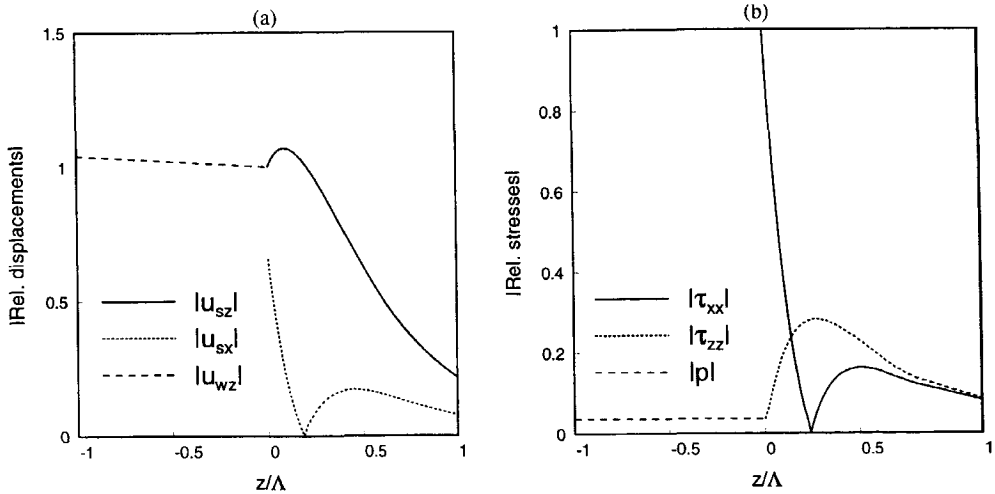 (a)
1.5
1
0.5
0
|Rel. displacements|
|u_sz|
|u_sx|
|u_wz|
-1
-0.5
0
0.5
1
z/Λ
(b)
1
0.8
0.6
0.4
0.2
0
|Rel. stresses|
|τ_xx|
|τ_zz|
|p|
-1
-0.5
0
0.5
1
z/Λ